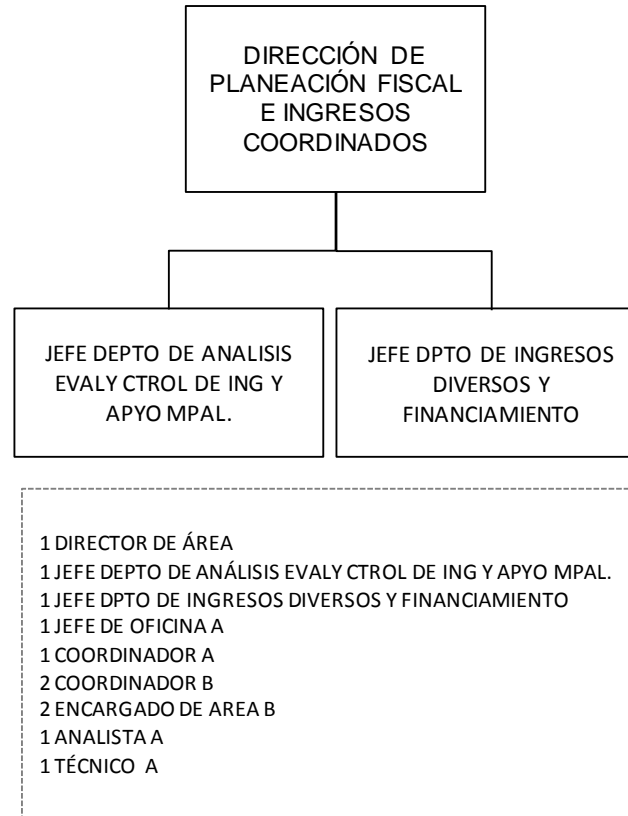 DIRECCIÓN DE
PLANEACIÓN FISCAL
E INGRESOS
COORDINADOS
JEFE DEPTO DE ANALISIS
EVAL Y CTROL DE ING Y
APYO MPAL.
JEFE DPTO DE INGRESOS
DIVERSOS Y
FINANCIAMIENTO
1 DIRECTOR DE ÁREA
1 JEFE DEPTO DE ANÁLISIS EVAL Y CTROL DE ING Y APYO MPAL.
1 JEFE DPTO DE INGRESOS DIVERSOS Y FINANCIAMIENTO
1 JEFE DE OFICINA A
1 COORDINADOR A
2 COORDINADOR B
2 ENCARGADO DE AREA B
1 ANALISTA A
1 TÉCNICO A